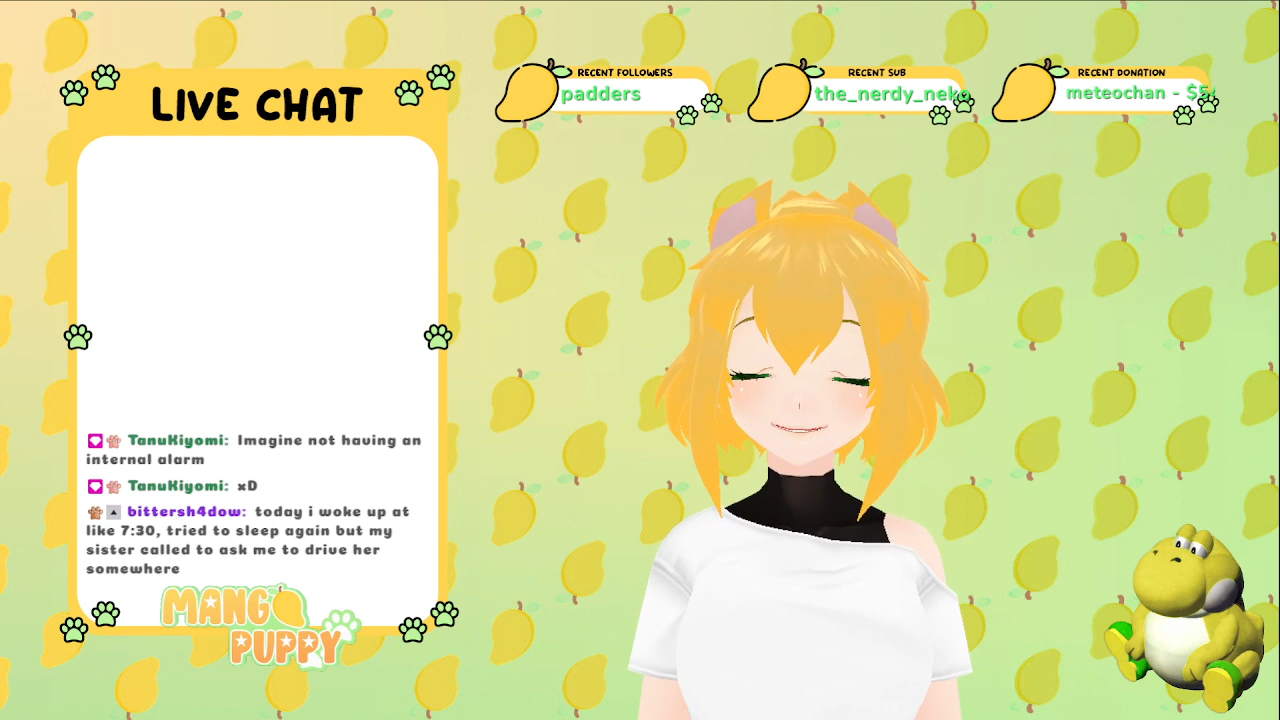 LIVE CHAT
RECENT FOLLOWERS
padders
RECENT SUB
the_nerdy_neko
RECENT DONATION
meteochan - $5
TanuKiyomi: Imagine not having an
internal alarm
TanuKiyomi: xD
bittersh4dow: today i woke up at
like 7:30, tried to sleep again but my
sister called to ask me to drive her
somewhere
MANGO
PUPPY